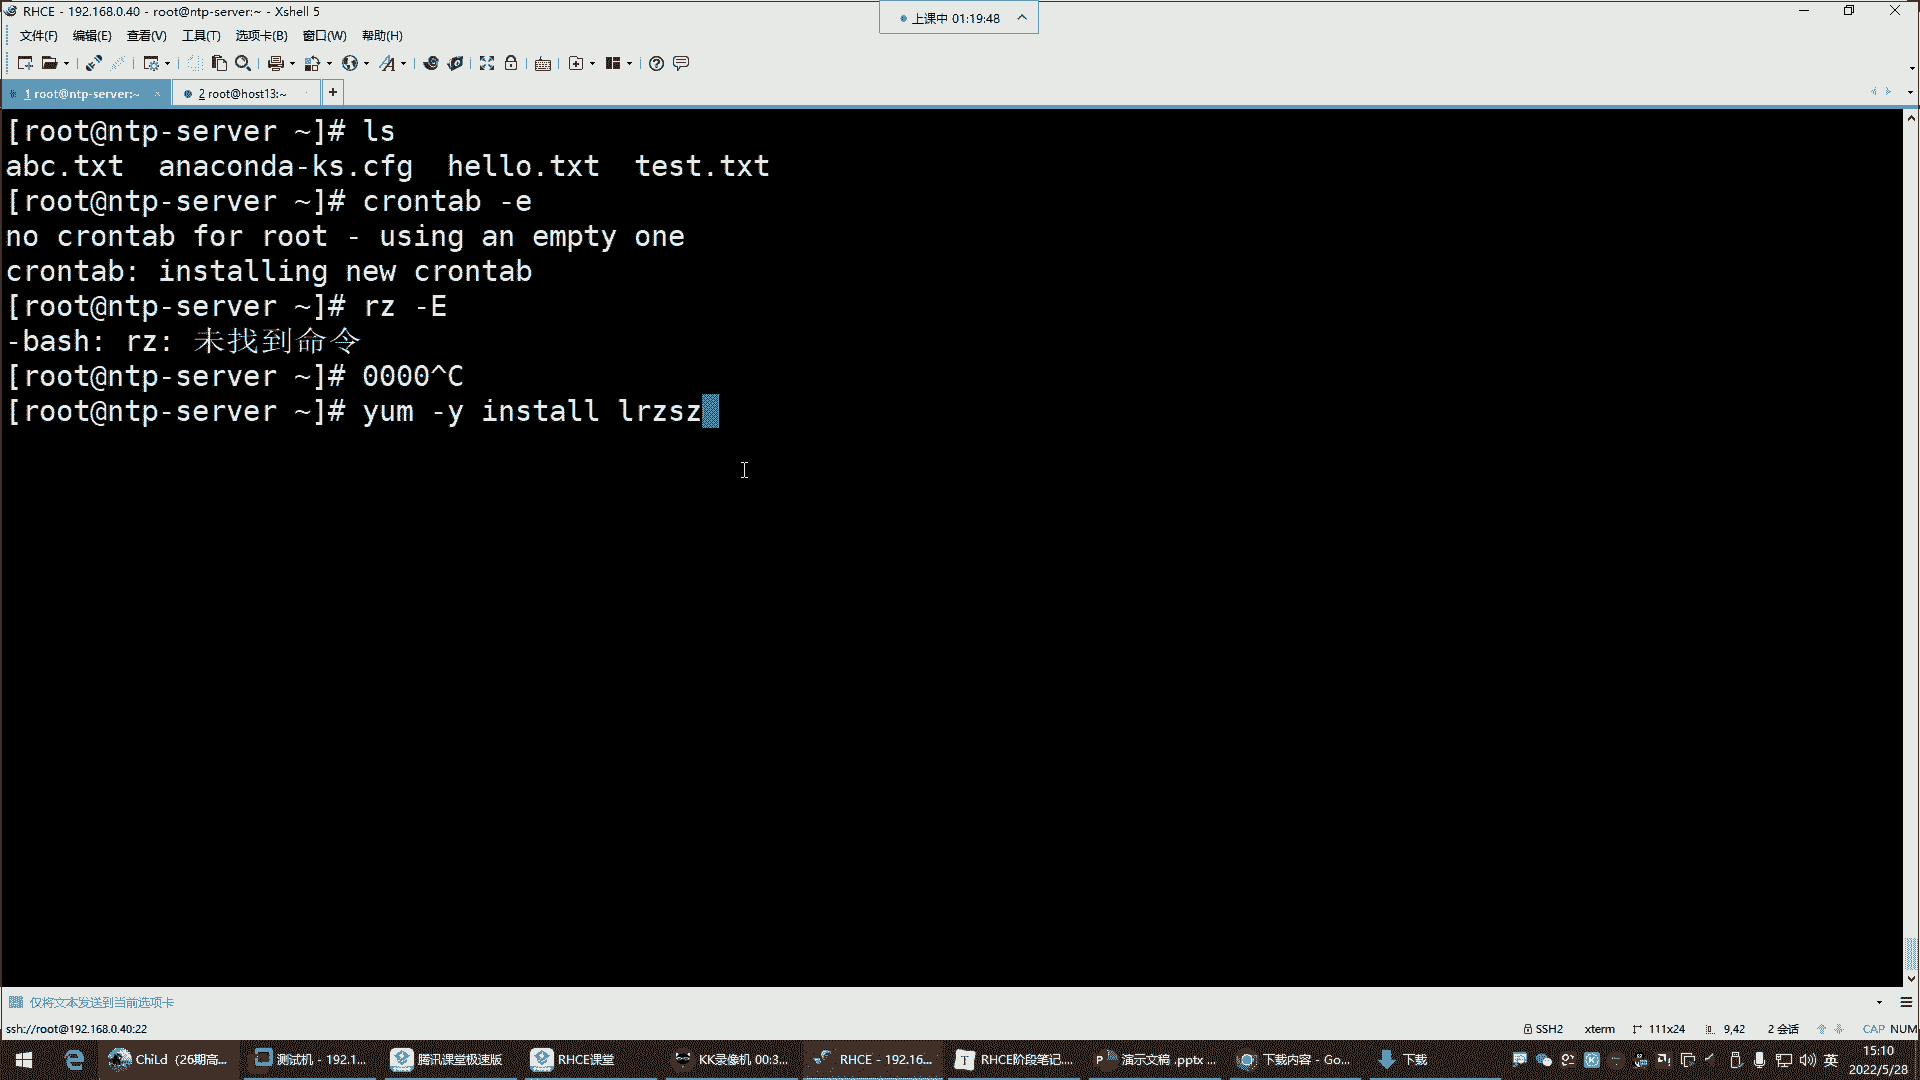 RHCE - 192.168.0.40 - root@ntp-server:~ - Xshell 5
上课中 01:19:48
文件(F) 编辑(E) 查看(V) 工具(T) 选项卡(B) 窗口(W) 帮助(H)
1 root@ntp-server:~ 2 root@host13:~
[root@ntp-server ~]# ls
abc.txt anaconda-ks.cfg hello.txt test.txt
[root@ntp-server ~]# crontab -e
no crontab for root - using an empty one
crontab: installing new crontab
[root@ntp-server ~]# rz -E
-bash: rz: 未找到命令
[root@ntp-server ~]# 0000^C
[root@ntp-server ~]# yum -y install lrzsz
仅将文本发送到当前选项卡
ssh://root@192.168.0.40:22 SSH2 xterm 111x24 9,42 2 会话 CAP NUM
ChiLd (26期高... 测试机 - 192.1... 腾讯课堂极速版 RHCE课堂 KK录像机 00:3... RHCE - 192.16... RHCE阶段笔记.... 演示文稿 .pptx ... 下载内容 - Go... 下载 英 15:10
2022/5/28